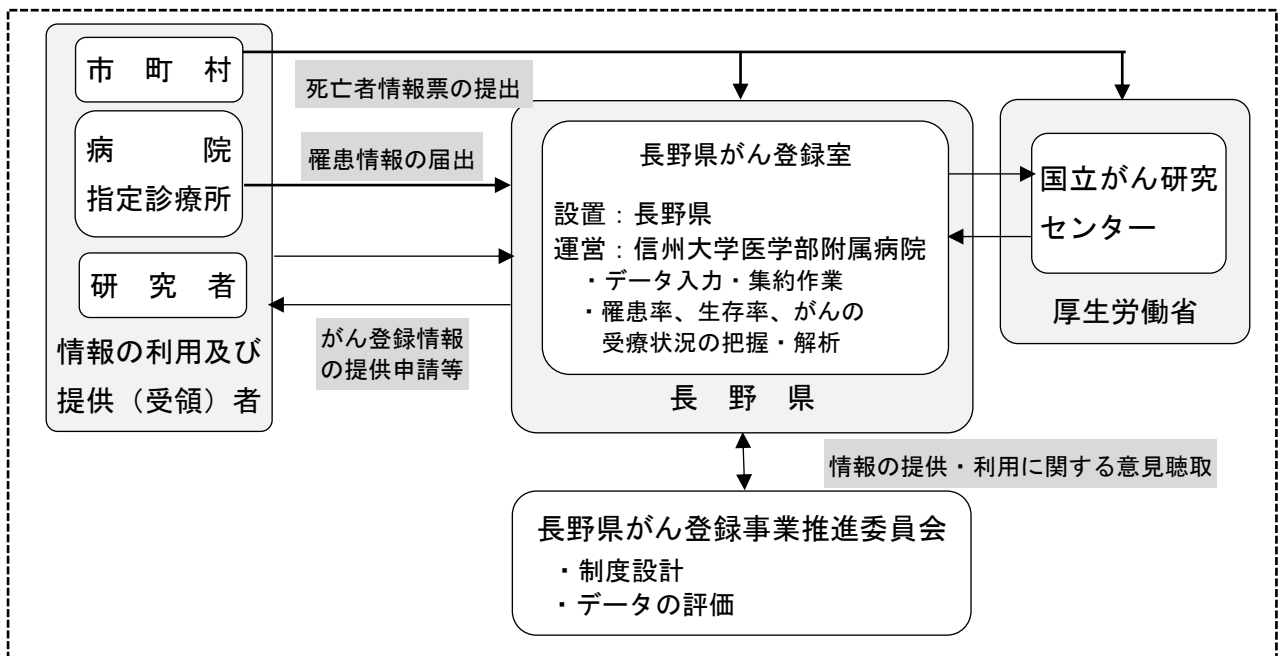 市　町　村
死亡者情報票の提出
病　　　院
指定診療所
罹患情報の届出
研　究　者
情報の利用及び
提供（受領）者
がん登録情報
の提供申請等
長野県がん登録室
設置：長野県
運営：信州大学医学部附属病院
・データ入力・集約作業
・罹患率、生存率、がんの
受療状況の把握・解析
長　野　県
国立がん研究
センター
厚生労働省
情報の提供・利用に関する意見聴取
長野県がん登録事業推進委員会
・制度設計
・データの評価